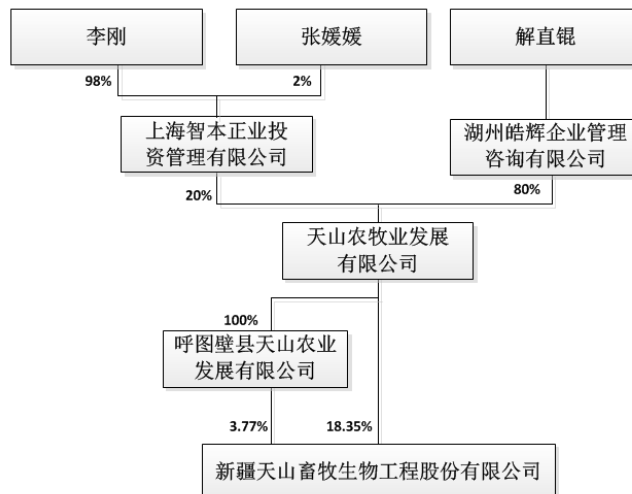 李刚
张媛媛
解直锟
98%
2%
上海智本正业投
资管理有限公司
湖州皓辉企业管理
咨询有限公司
20%
80%
天山农牧业发展
有限公司
100%
呼图壁县天山农业
发展有限公司
3.77%
18.35%
新疆天山畜牧生物工程股份有限公司